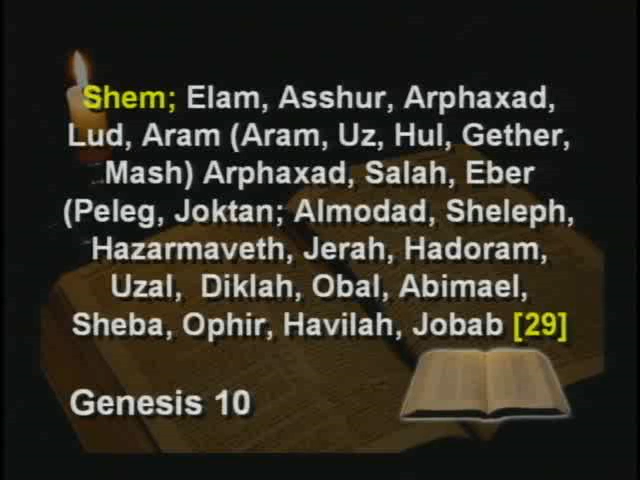 Shem; Elam, Asshur, Arphaxad,
Lud, Aram (Aram, Uz, Hul, Gether,
Mash) Arphaxad, Salah, Eber
(Peleg, Joktan; Almodad, Sheleph,
Hazarmaveth, Jerah, Hadoram,
Uzal, Diklah, Obal, Abimael,
Sheba, Ophir, Havilah, Jobab [29]
Genesis 10